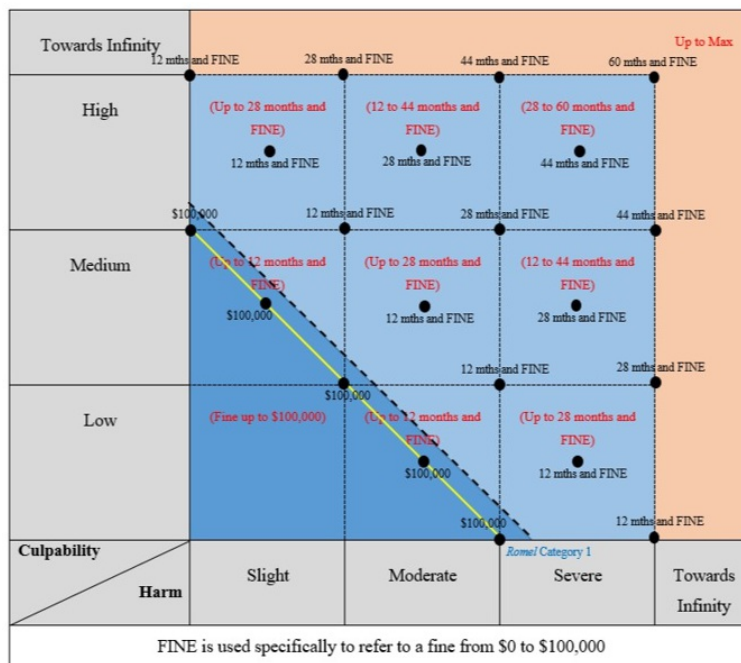 Towards Infinity
Up to Max
12 mths and FINE
28 mths and FINE
44 mths and FINE
60 mths and FINE
High
(Up to 28 months and
FINE)
12 mths and FINE
(12 to 44 months and
FINE)
28 mths and FINE
(28 to 60 months and
FINE)
44 mths and FINE
$100,000
12 mths and FINE
28 mths and FINE
44 mths and FINE
Medium
(Up to 12 months and
FINE)
$100,000
(Up to 28 months and
FINE)
12 mths and FINE
(12 to 44 months and
FINE)
28 mths and FINE
$100,000
12 mths and FINE
28 mths and FINE
Low
(Fine up to $100,000)
(Up to 12 months and
FINE)
$100,000
(Up to 28 months and
FINE)
12 mths and FINE
$100,000
12 mths and FINE
Romel Category 1
Culpability
Harm
Slight
Moderate
Severe
Towards
Infinity
FINE is used specifically to refer to a fine from $0 to $100,000